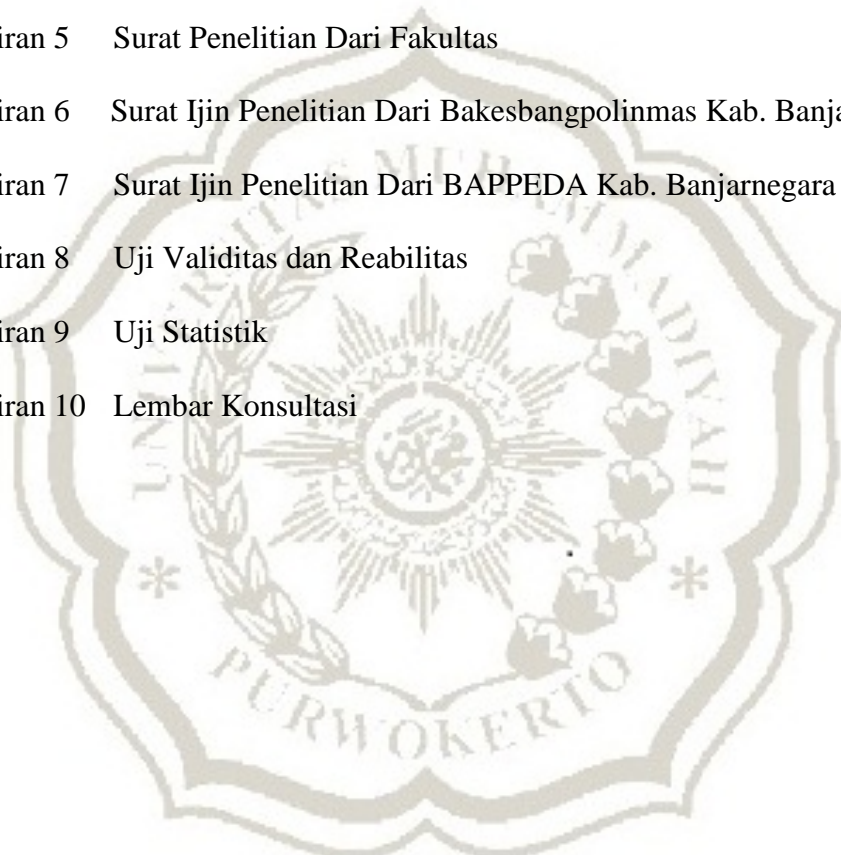 iran 5 Surat Penelitian Dari Fakultas
iran 6 Surat Ijin Penelitian Dari Bakesbangpolinmas Kab. Banja
iran 7 Surat Ijin Penelitian Dari BAPPEDA Kab. Banjarnegara
iran 8 Uji Validitas dan Reabilitas
iran 9 Uji Statistik
iran 10 Lembar Konsultasi
UNIVERSITAS MUHAMMADIYAH
PURWOKERTO